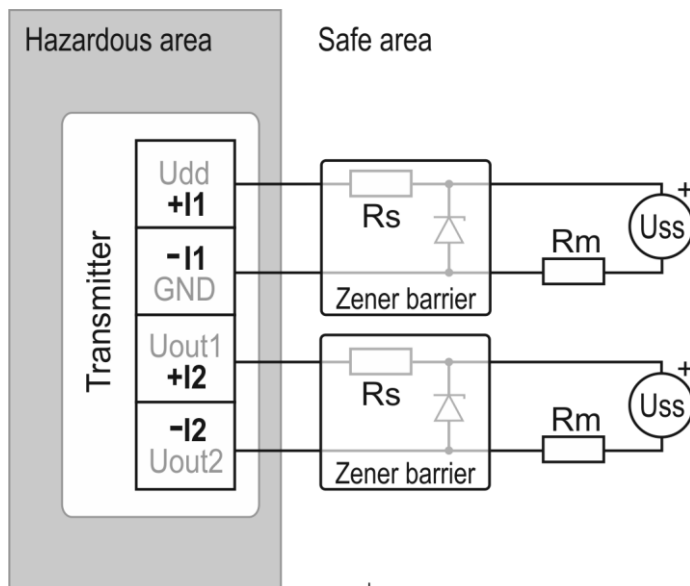 Hazardous area
Safe area
Transmitter
Udd
+I1
-I1
GND
Uout1
+I2
-I2
Uout2
Rs
Zener barrier
Rm
+
Uss
Rs
Zener barrier
Rm
+
Uss